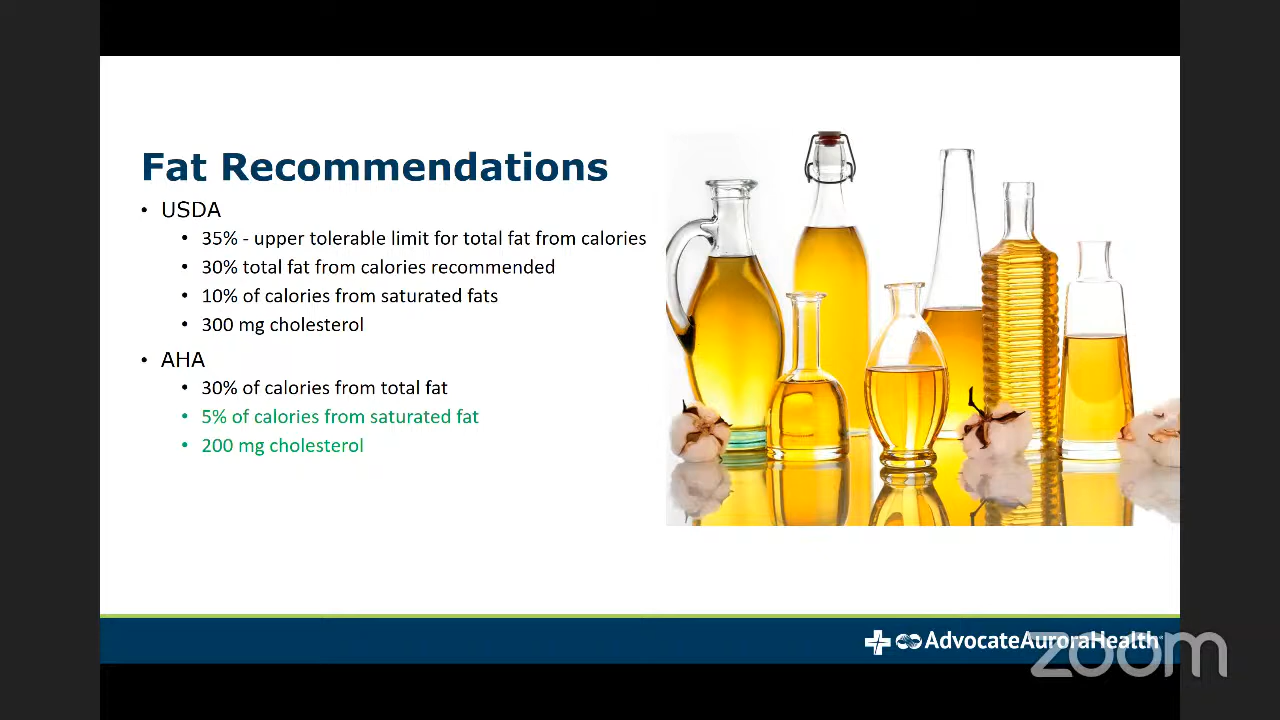 Fat Recommendations
• USDA
• 35% - upper tolerable limit for total fat from calories
• 30% total fat from calories recommended
• 10% of calories from saturated fats
• 300 mg cholesterol
• AHA
• 30% of calories from total fat
• 5% of calories from saturated fat
• 200 mg cholesterol
AdvocateAuroraHealth
zoom